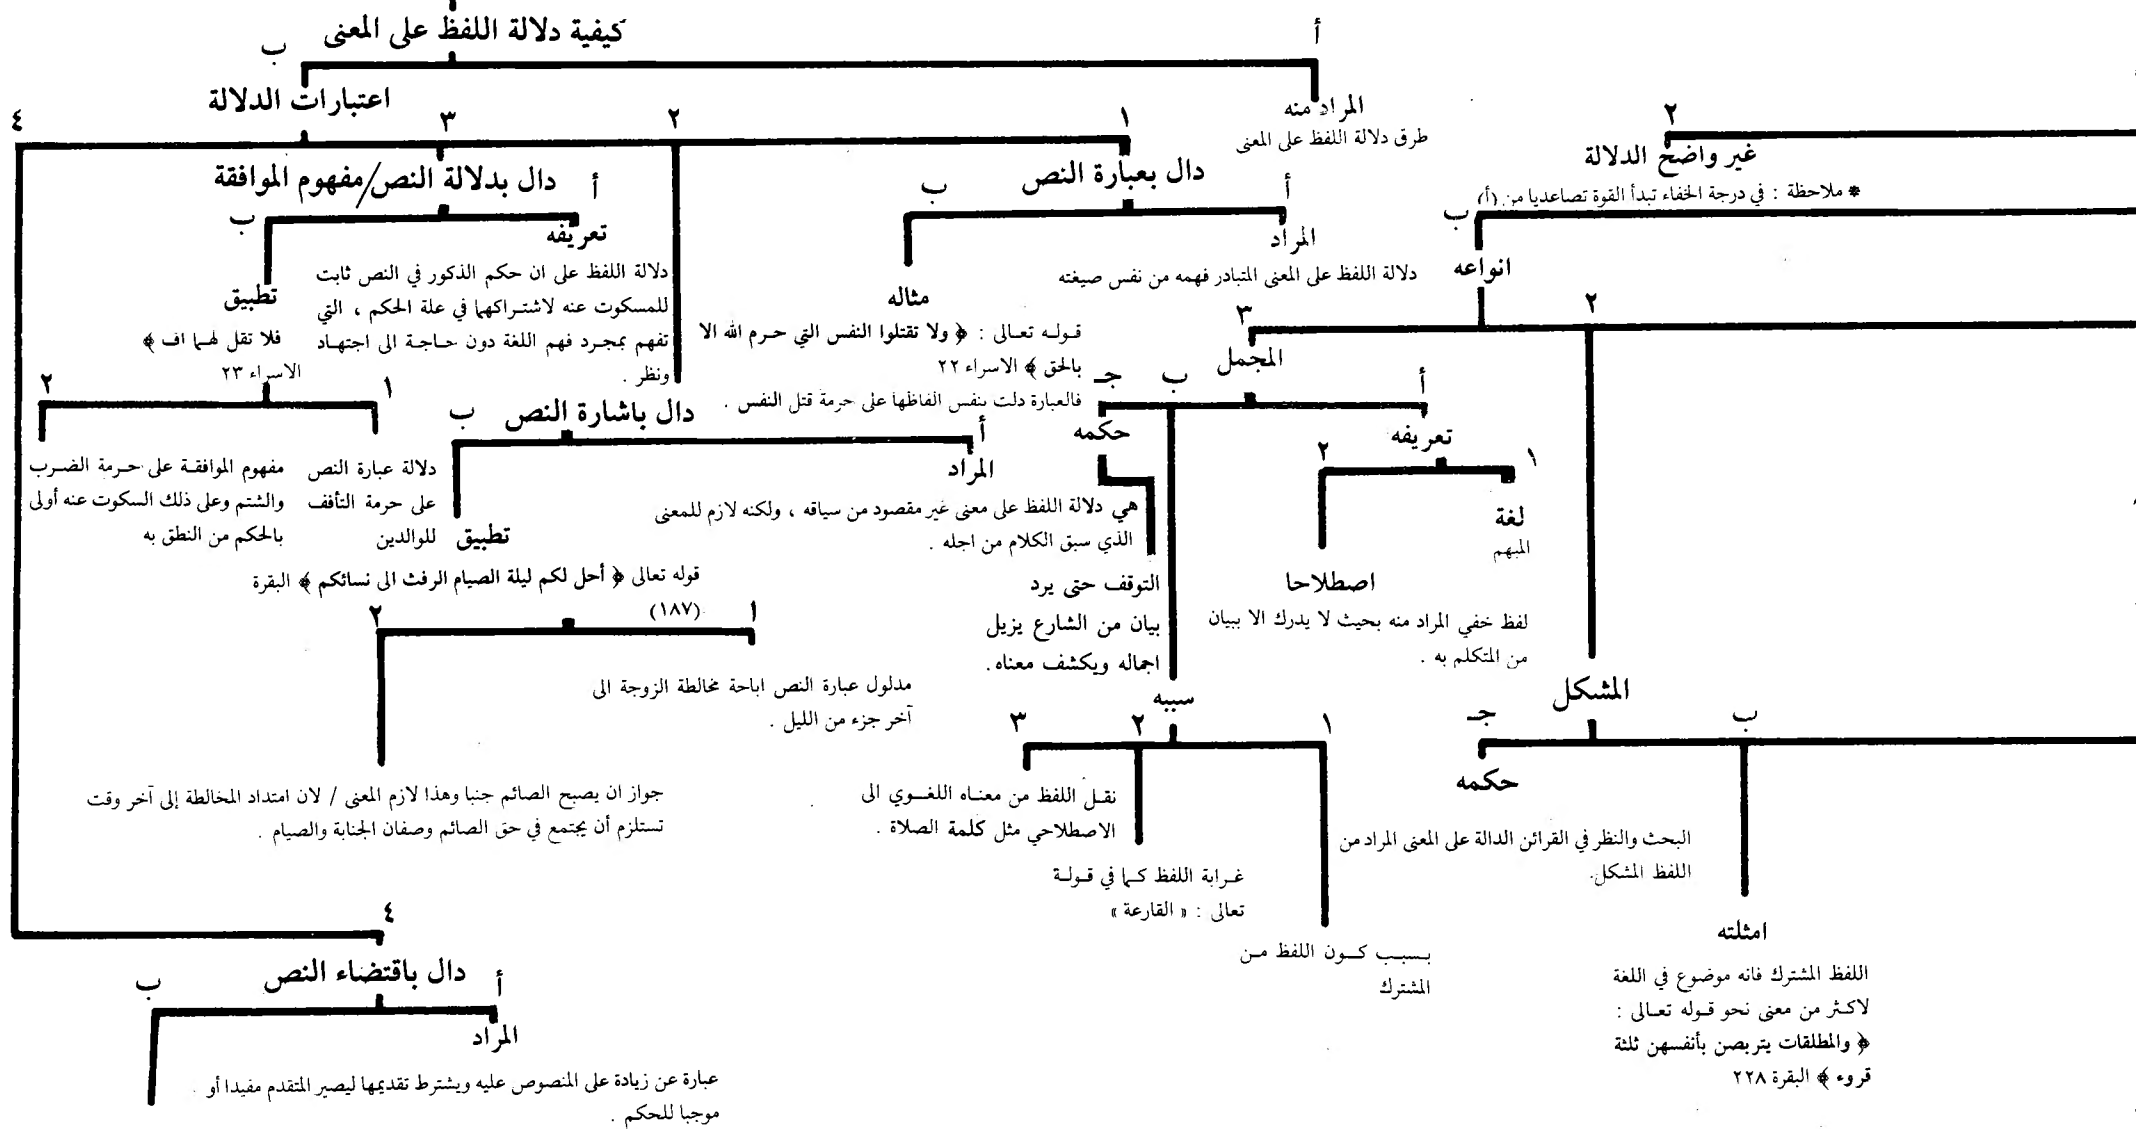 كيفية دلالة اللفظ على المعنى
أ
ب
المراد منه
طرق دلالة اللفظ على المعنى
اعتبارات الدلالة
١
٢
٣
٤
دال بعبارة النص
أ
ب
المراد
دلالة اللفظ على المعنى المتبادر فهمه من نفس صيغته
مثاله
قوله تعالى : ﴿ ولا تقتلوا النفس التي حرم الله الا
بالحق ﴾ الاسراء ٢٢
فالعبارة دلت بنفس الفاظها على حرمة قتل النفس .
دال باشارة النص
أ
ب
المراد
هي دلالة اللفظ على معنى غير مقصود من سياقه ، ولكنه لازم للمعنى
الذي سبق الكلام من اجله .
تطبيق
قوله تعالى ﴿ أحل لكم ليلة الصيام الرفث الى نسائكم ﴾ البقرة
(١٨٧)
١
٢
مدلول عبارة النص اباحة مخالطة الزوجة الى
آخر جزء من الليل .
جواز ان يصبح الصائم جنبا وهذا لازم المعنى / لان امتداد المخالطة إلى آخر وقت
تستلزم أن يجتمع في حق الصائم وصفان الجنابة والصيام .
دال بدلالة النص/مفهوم الموافقة
أ
ب
تعريفه
دلالة اللفظ على ان حكم الذكور في النص ثابت
للمسكوت عنه لاشتراكهما في علة الحكم ، التي
تفهم بمجرد فهم اللغة دون حاجة الى اجتهاد
ونظر .
تطبيق
فلا تقل لهما اف ﴾
الاسراء ٢٣
١
٢
دلالة عبارة النص
على حرمة التأفف
للوالدين
مفهوم الموافقة على حرمة الضرب
والشتم وعلى ذلك السكوت عنه أولى
بالحكم من النطق به
٤
دال باقتضاء النص
أ
ب
المراد
عبارة عن زيادة على المنصوص عليه ويشترط تقديمها ليصير المتقدم مفيدا أو
موجبا للحكم .
٢
غير واضح الدلالة
* ملاحظة : في درجة الخفاء تبدأ القوة تصاعديا من (أ)
ب
انواعه
٢
٣
المشكل
ب
جـ
امثلته
اللفظ المشترك فانه موضوع في اللغة
لاكثر من معنى نحو قوله تعالى :
﴿ والمطلقات يتربصن بأنفسهن ثلثة
قروء ﴾ البقرة ٢٢٨
حكمه
البحث والنظر في القرائن الدالة على المعنى المراد من
اللفظ المشكل.
المجمل
أ
ب
جـ
تعريفه
١
٢
لغة
المبهم
اصطلاحا
لفظ خفي المراد منه بحيث لا يدرك الا ببيان
من المتكلم به .
سببه
١
٢
٣
بسبب كون اللفظ من
المشترك
غرابة اللفظ كما في قولة
تعالى : « القارعة »
نقل اللفظ من معناه اللغوي الى
الاصطلاحي مثل كلمة الصلاة .
حكمه
التوقف حتى يرد
بيان من الشارع يزيل
اجماله ويكشف معناه.